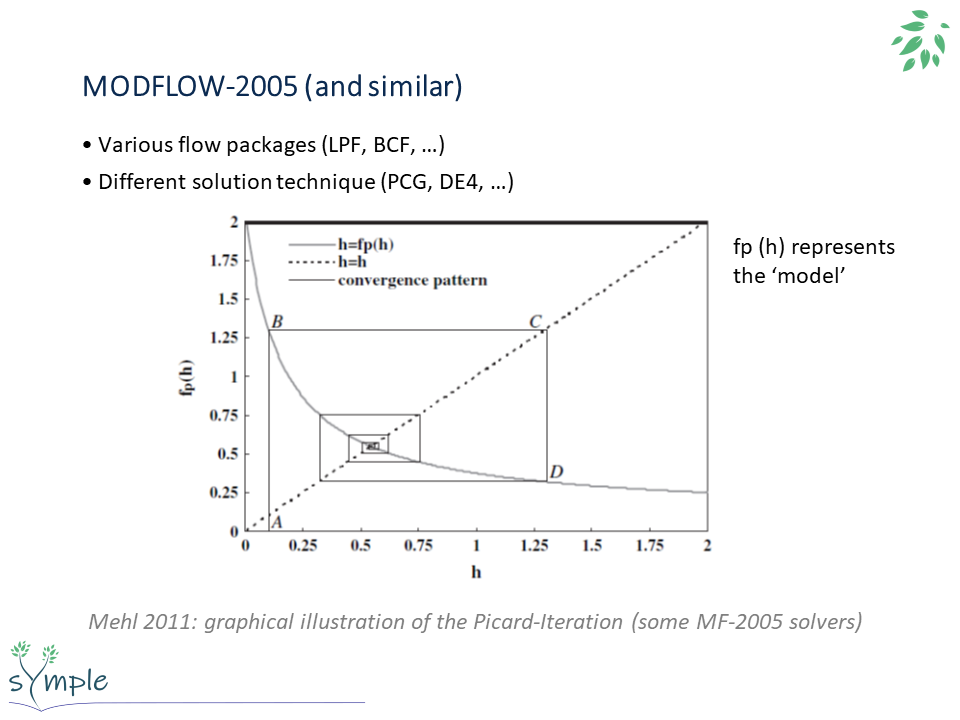 MODFLOW-2005 (and similar)
• Various flow packages (LPF, BCF, …)
• Different solution technique (PCG, DE4, …)
fp (h) represents
the ‘model’
h=fp(h)
h=h
convergence pattern
fp(h)
2
1.75
1.5
1.25
1
0.75
0.5
0.25
0
B
C
D
A
0 0.25 0.5 0.75 1 1.25 1.5 1.75 2
h
Mehl 2011: graphical illustration of the Picard-Iteration (some MF-2005 solvers)
sYmple